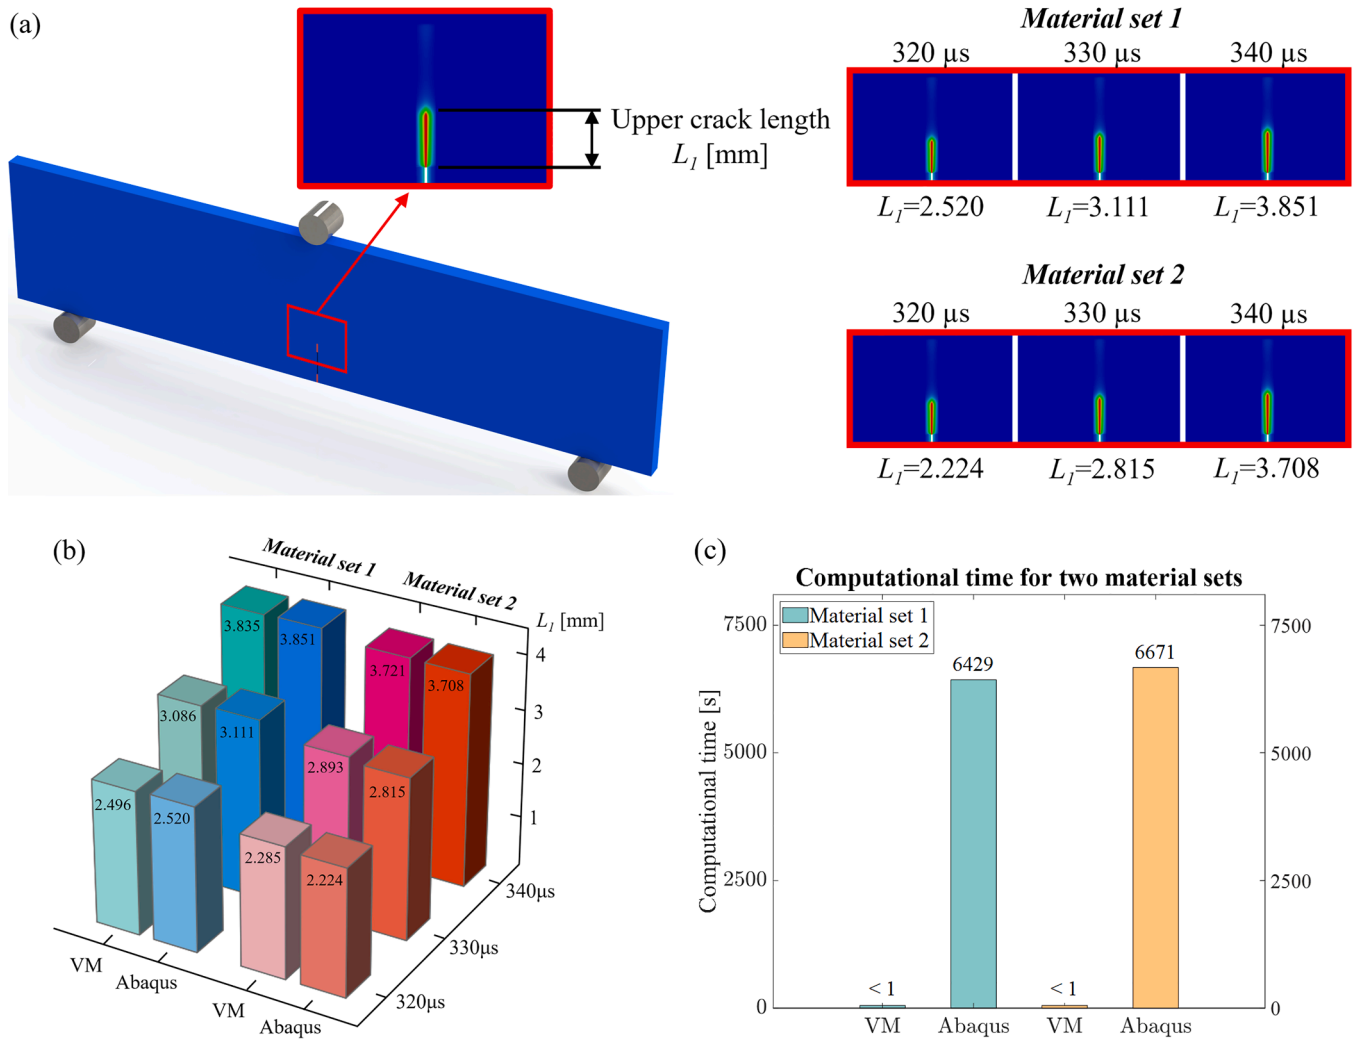 (a)
Upper crack length
L1 [mm]
Material set 1
320 µs 330 µs 340 µs
L1=2.520 L1=3.111 L1=3.851
Material set 2
320 µs 330 µs 340 µs
L1=2.224 L1=2.815 L1=3.708
(b)
Material set 1
Material set 2
L1 [mm]
3.835
3.851
3.721
3.708
3.086
3.111
2.893
2.815
2.496
2.520
2.285
2.224
4
3
2
1
340µs
330µs
320µs
VM
Abaqus
VM
Abaqus
(c)
Computational time for two material sets
Material set 1
Material set 2
Computational time [s]
7500
5000
2500
0
7500
5000
2500
0
< 1
6429
< 1
6671
VM Abaqus VM Abaqus